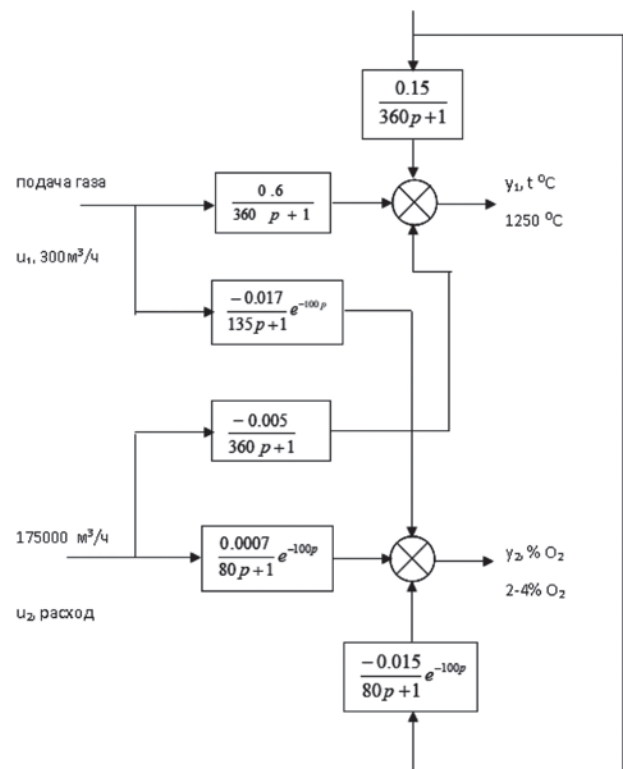 0.15
360p+1
подача газа
0.6
360 p + 1
y₁, t ⁰C
1250 ⁰C
u₁, 300м³/ч
−0.017
135p+1 e^{-100p}
−0.005
360 p+1
175000 м³/ч
0.0007
80p+1 e^{-100p}
y₂, % O₂
2-4% O₂
u₂, расход
−0.015
80p+1 e^{-100p}